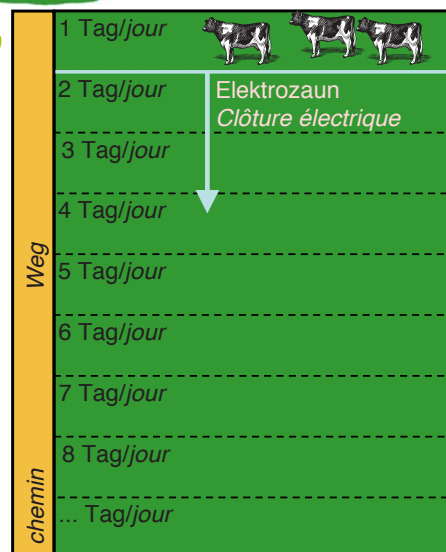 1 Tag/jour
2 Tag/jour
Elektrozaun
Clôture électrique
3 Tag/jour
4 Tag/jour
5 Tag/jour
6 Tag/jour
7 Tag/jour
8 Tag/jour
... Tag/jour
Weg
chemin